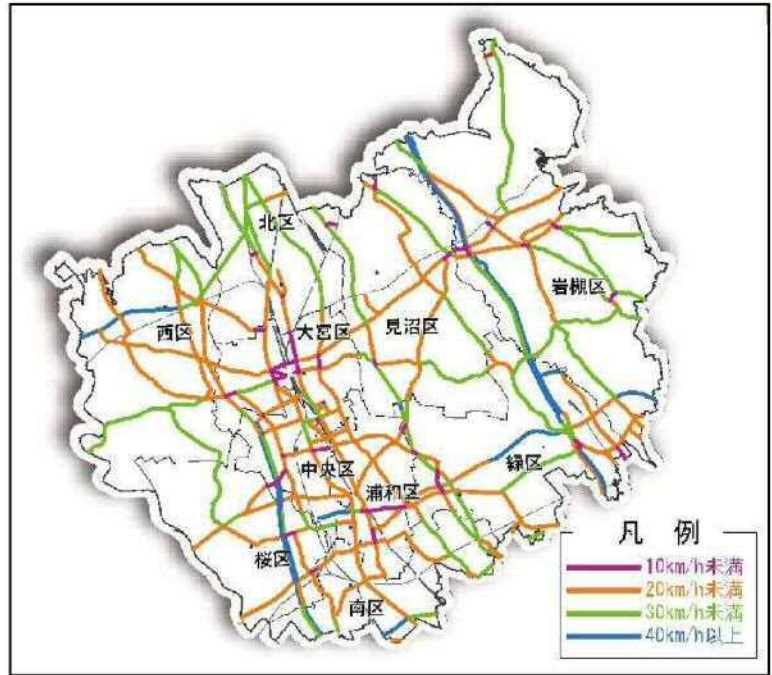 北区
岩槻区
西区
大宮区
見沼区
中央区
緑区
浦和区
桜区
南区
凡 例
10km/h未満
20km/h未満
30km/h未満
40km/h以上